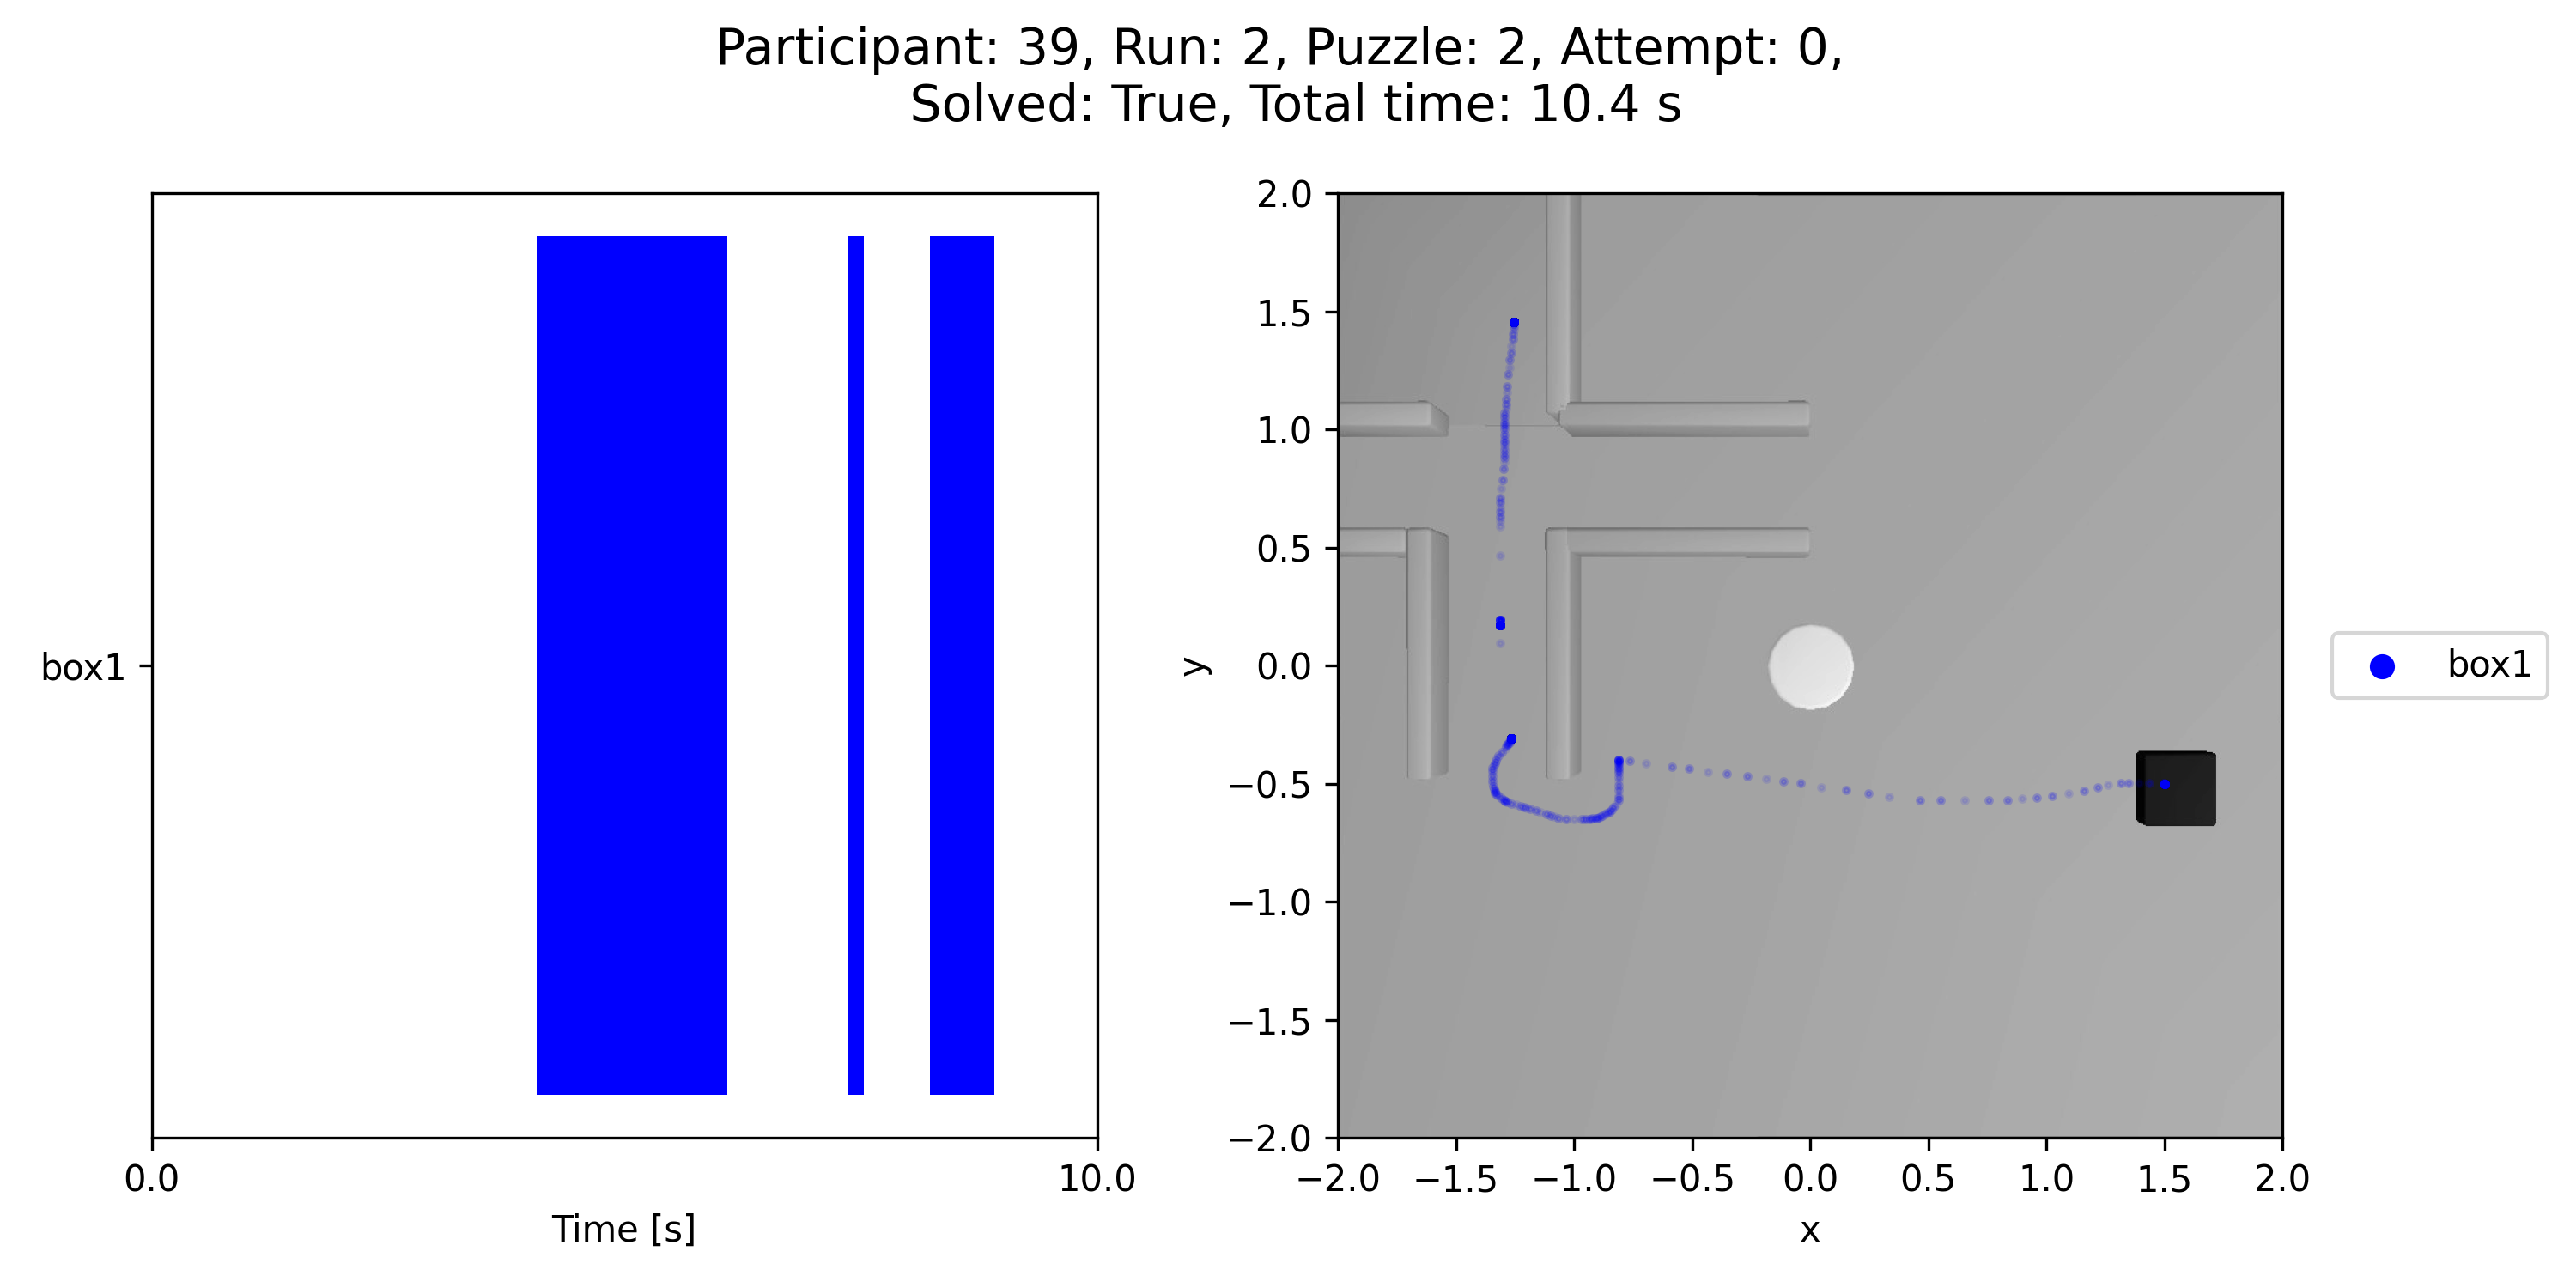 Participant: 39, Run: 2, Puzzle: 2, Attempt: 0,
Solved: True, Total time: 10.4 s
box1
0.0
10.0
Time [s]
y
2.0
1.5
1.0
0.5
0.0
−0.5
−1.0
−1.5
−2.0
−2.0 −1.5 −1.0 −0.5 0.0 0.5 1.0 1.5 2.0
x
box1